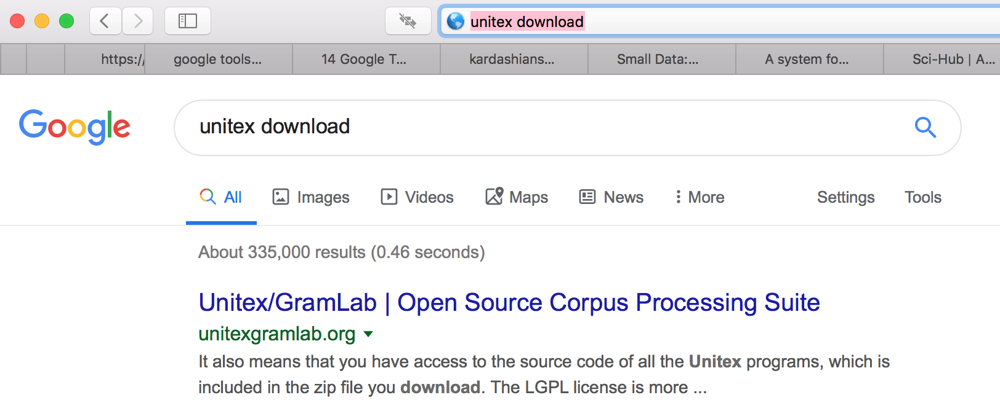 unitex download
https:/
google tools...
14 Google T...
kardashians...
Small Data:...
A system fo...
Sci-Hub | A...
Google
unitex download
All
Images
Videos
Maps
News
More
Settings
Tools
About 335,000 results (0.46 seconds)
Unitex/GramLab | Open Source Corpus Processing Suite
unitexgramlab.org
It also means that you have access to the source code of all the Unitex programs, which is
included in the zip file you download. The LGPL license is more ...